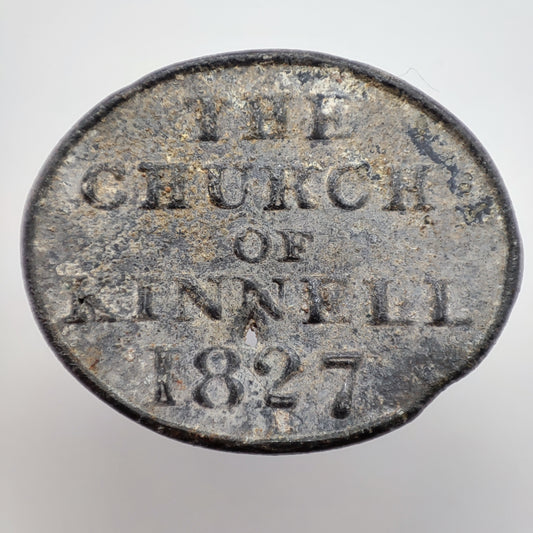 THE
CHURCH
OF
KINNELL
1827